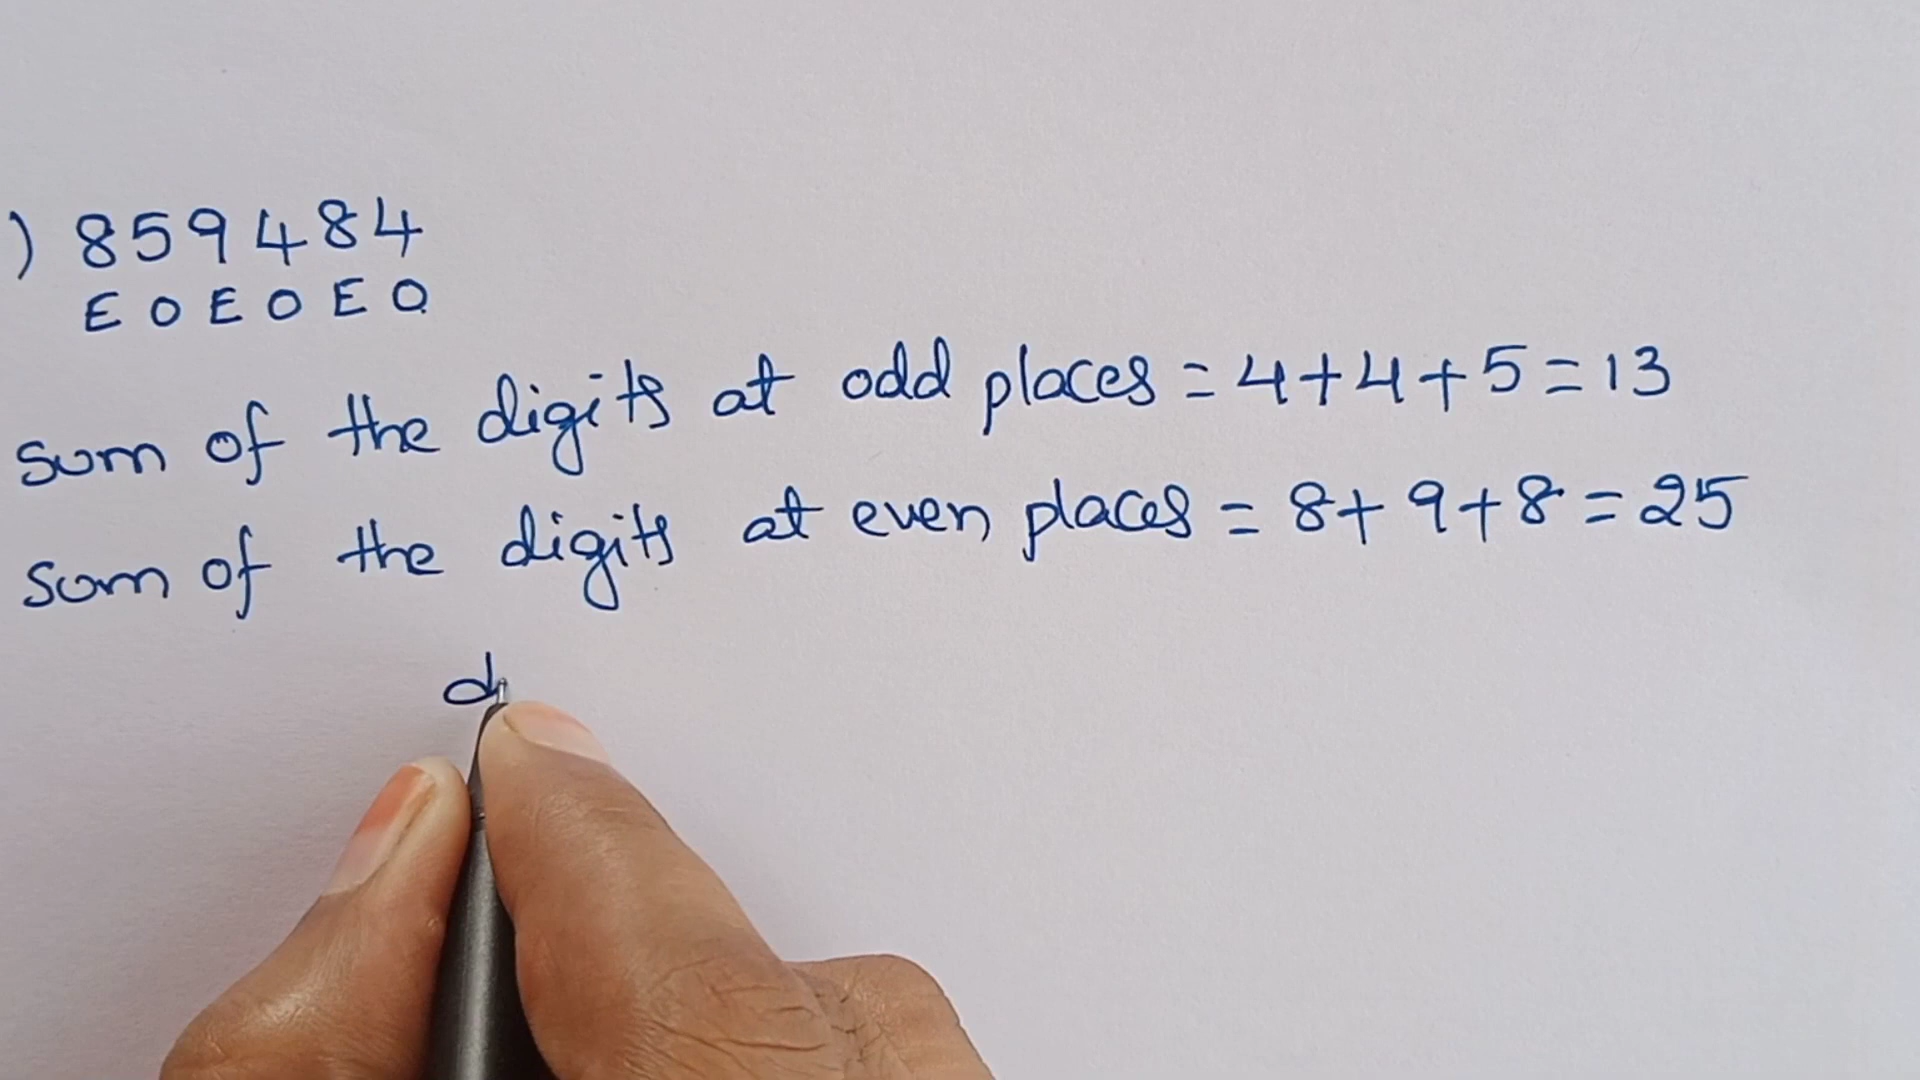 ) 859484
E O E O E O
sum of the digits at odd places = 4+4+5=13
sum of the digits at even places = 8+9+8=25
di